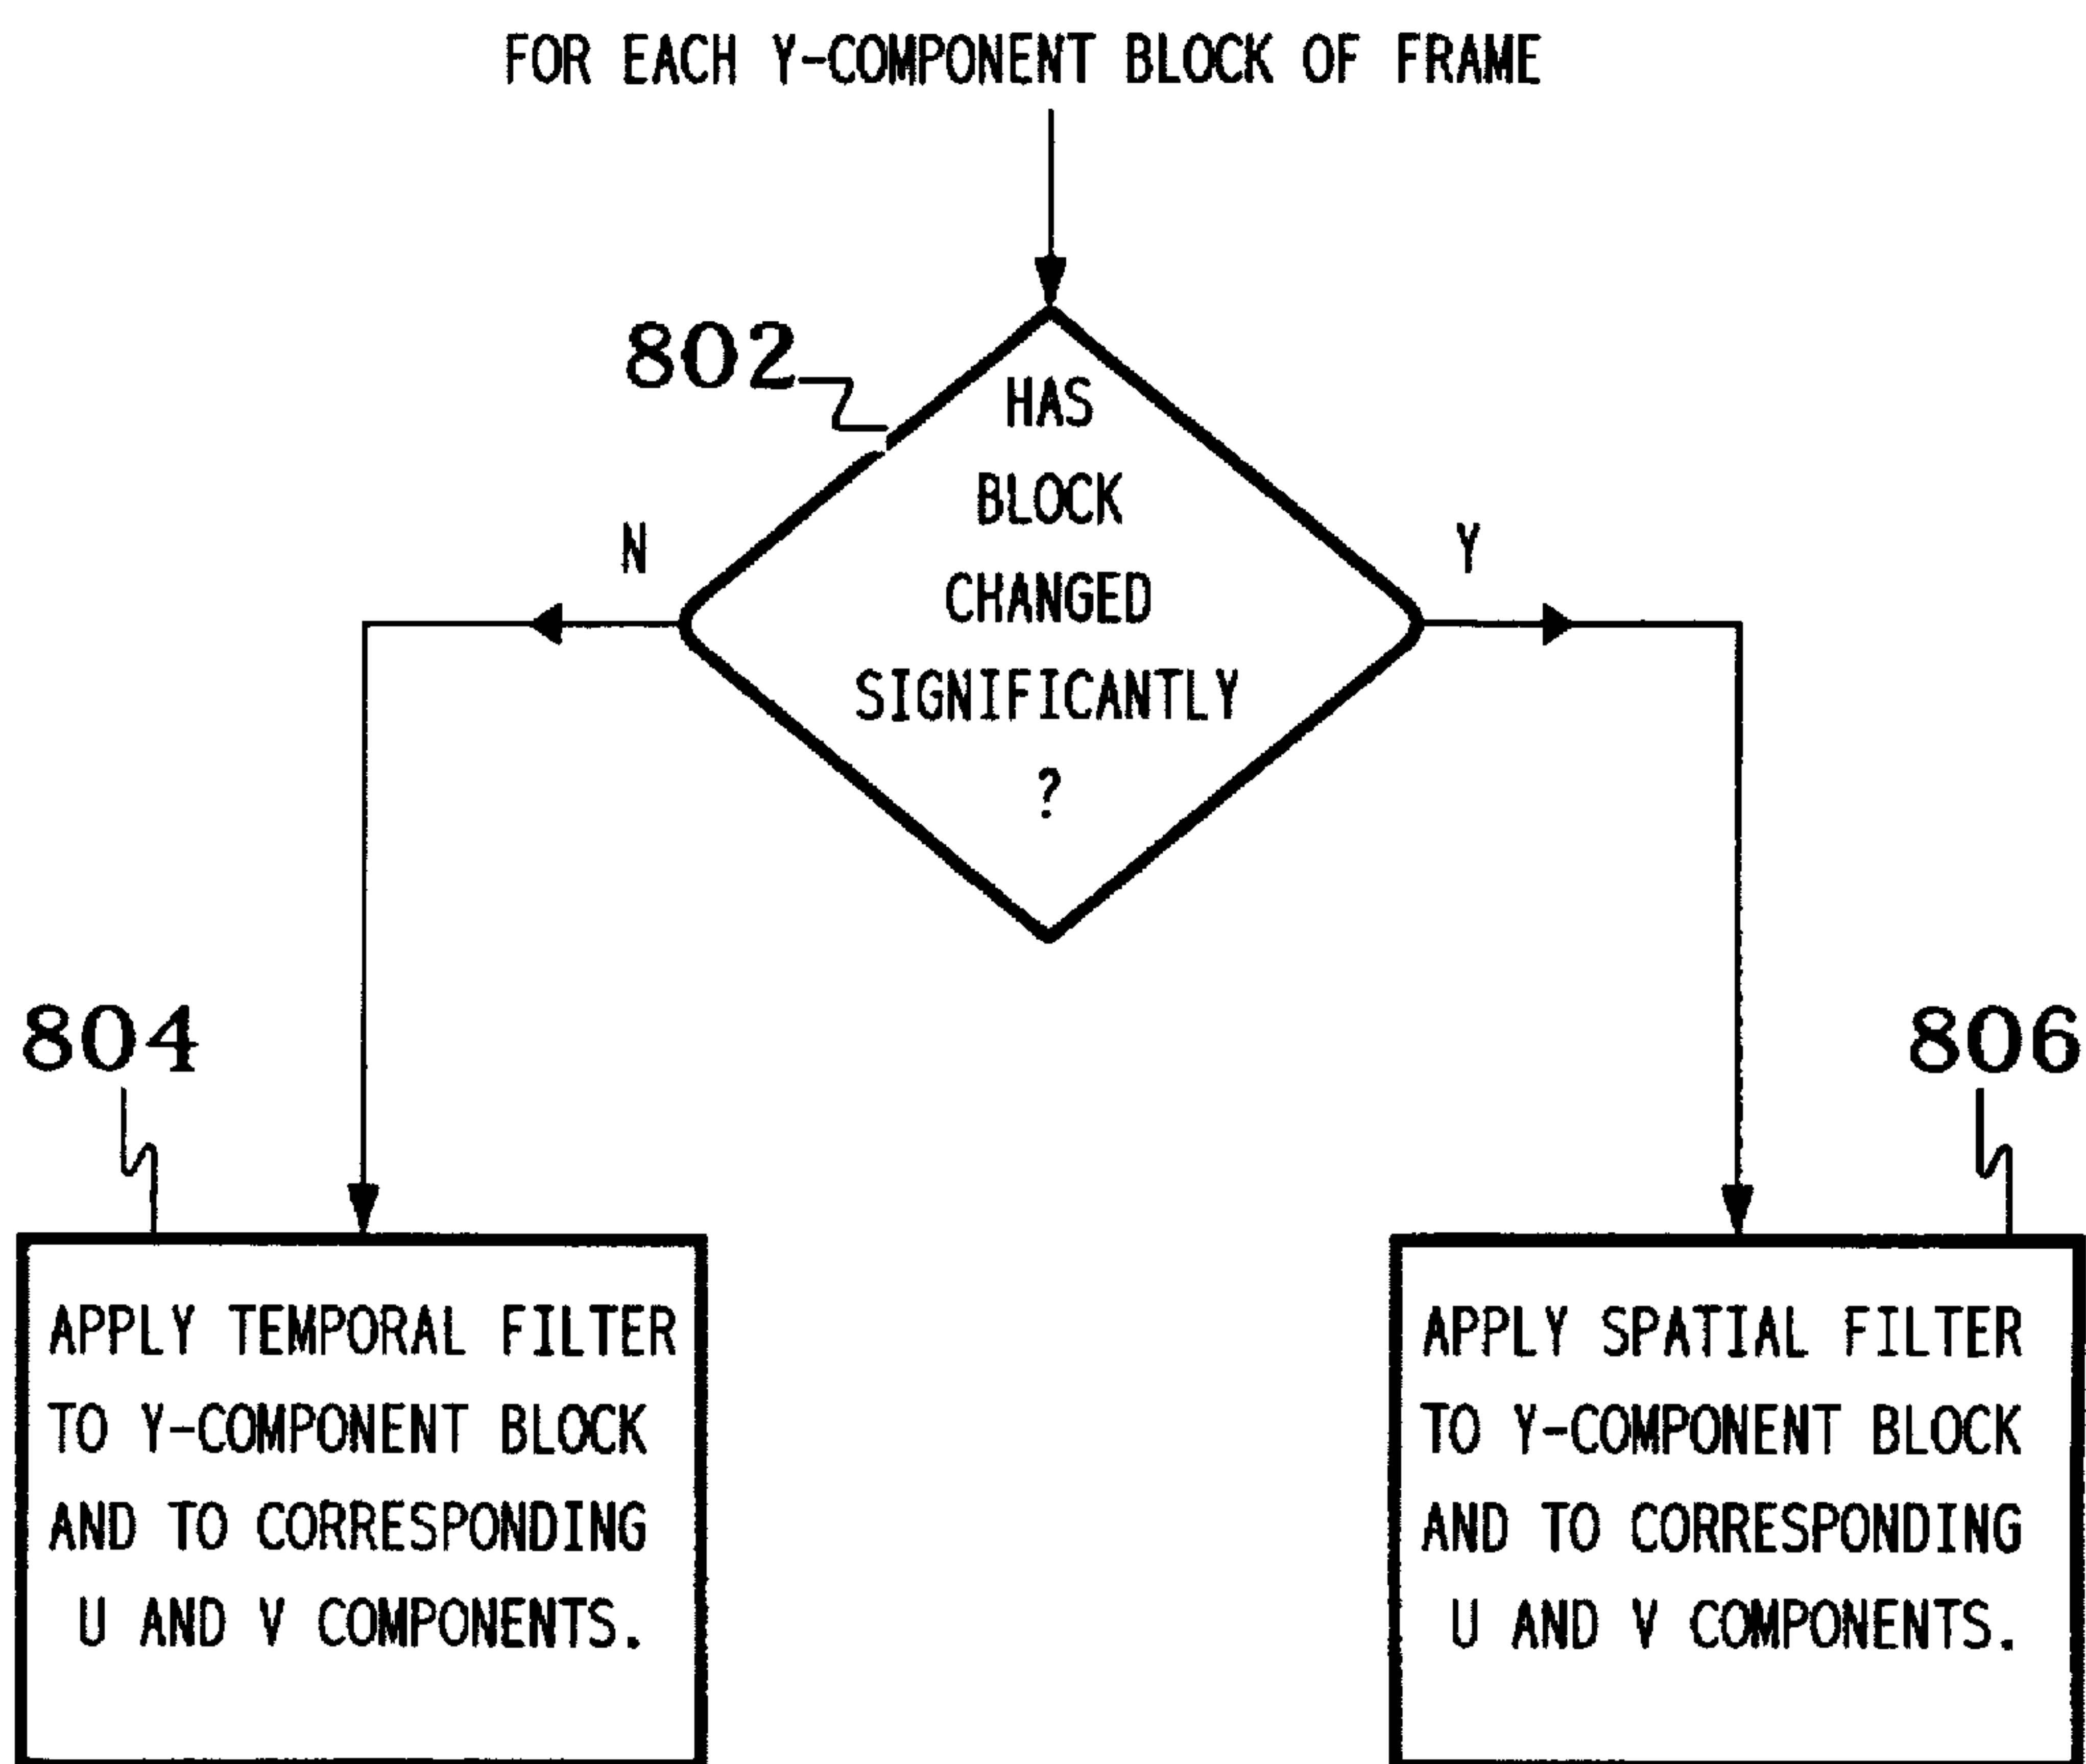 FOR EACH Y-COMPONENT BLOCK OF FRAME
802
HAS
BLOCK
CHANGED
SIGNIFICANTLY
?
N
Y
804
APPLY TEMPORAL FILTER
TO Y-COMPONENT BLOCK
AND TO CORRESPONDING
U AND V COMPONENTS.
806
APPLY SPATIAL FILTER
TO Y-COMPONENT BLOCK
AND TO CORRESPONDING
U AND V COMPONENTS.